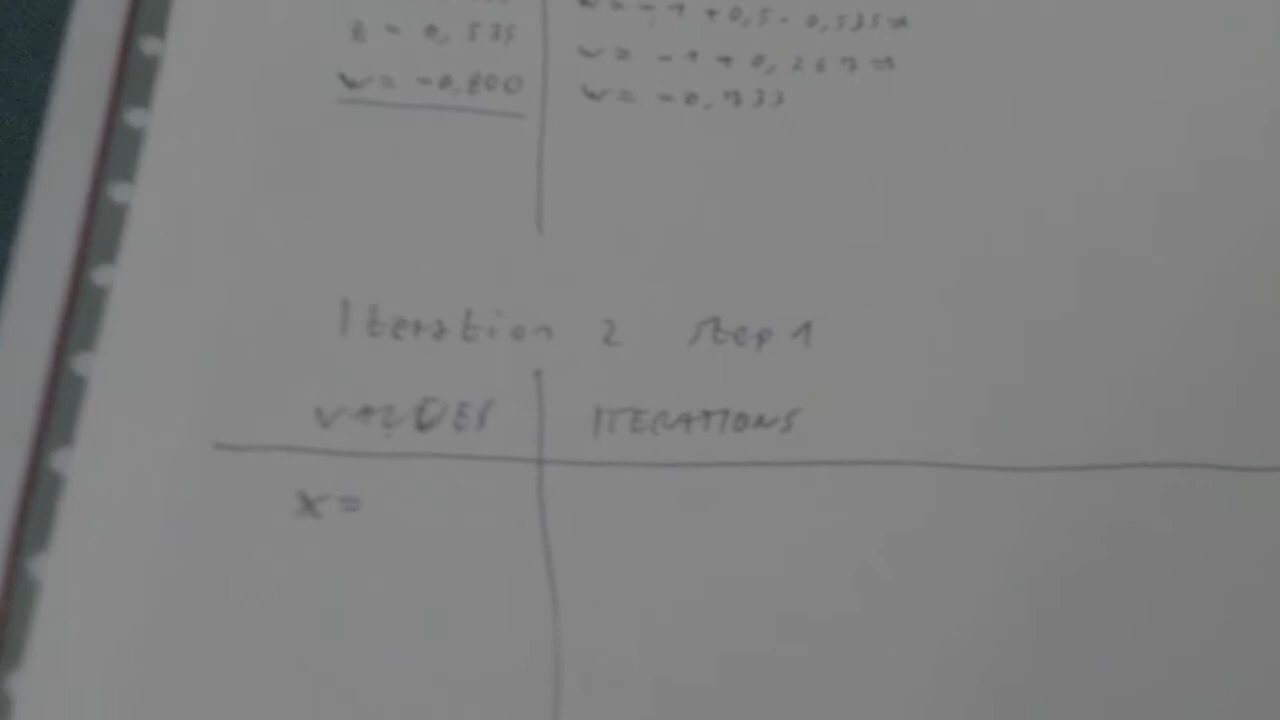 z = 0,535
w = -1 + 0,5 · 0,535 =>
w = -1 + 0,267 =>
w = -0,800
w = -0,733
Iteration 2 Step 1
VALUES
ITERATIONS
x =